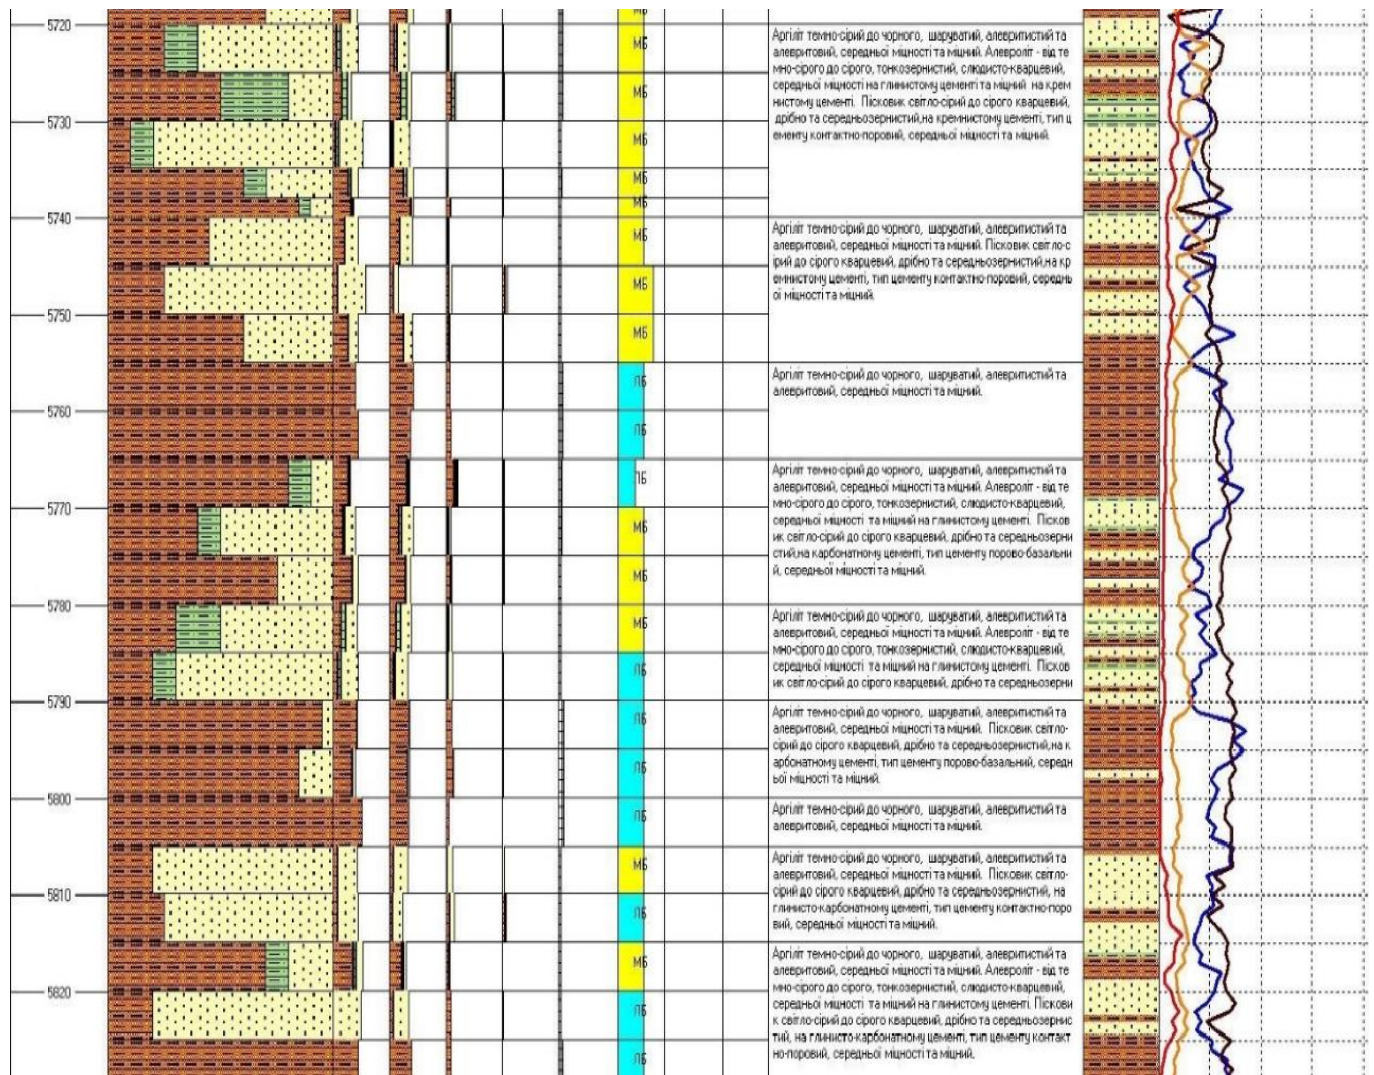 5720
5730
5740
5750
5760
5770
5780
5790
5800
5810
5820
МБ
МБ
МБ
МБ
МБ
МБ
МБ
МБ
МБ
ЛБ
ЛБ
ЛБ
МБ
МБ
МБ
ЛБ
ЛБ
ЛБ
ЛБ
МБ
ЛБ
МБ
ЛБ
ЛБ
Аргіліт темно-сірий до чорного, шаруватий, алевритистий та
алевритовий, середньої міцності та міцний. Алевроліт - від те
мно-сірого до сірого, тонкозернистий, слюдисто-кварцевий,
середньої міцності на глинистому цементі та міцний на крем
нистому цементі. Пісковик світло-сірий до сірого кварцевий,
дрібно та середньозернистий,на кремнистому цементі, тип ц
ементу контактно-поровий, середньої міцності та міцний.
Аргіліт темно-сірий до чорного, шаруватий, алевритистий та
алевритовий, середньої міцності та міцний. Пісковик світло-с
ірий до сірого кварцевий, дрібно та середньозернистий,на кр
емнистому цементі, тип цементу контактно-поровий, середнь
ої міцності та міцний.
Аргіліт темно-сірий до чорного, шаруватий, алевритистий та
алевритовий, середньої міцності та міцний.
Аргіліт темно-сірий до чорного, шаруватий, алевритистий та
алевритовий, середньої міцності та міцний. Алевроліт - від те
мно-сірого до сірого, тонкозернистий, слюдисто-кварцевий,
середньої міцності та міцний на глинистому цементі. Пісков
ик світло-сірий до сірого кварцевий, дрібно та середньозерни
стий,на карбонатному цементі, тип цементу порово-базальни
й, середньої міцності та міцний.
Аргіліт темно-сірий до чорного, шаруватий, алевритистий та
алевритовий, середньої міцності та міцний. Алевроліт - від те
мно-сірого до сірого, тонкозернистий, слюдисто-кварцевий,
середньої міцності та міцний на глинистому цементі. Пісков
ик світло-сірий до сірого кварцевий, дрібно та середньозерни
Аргіліт темно-сірий до чорного, шаруватий, алевритистий та
алевритовий, середньої міцності та міцний. Пісковик світло-
сірий до сірого кварцевий, дрібно та середньозернистий,на к
арбонатному цементі, тип цементу порово-базальний, середн
ьої міцності та міцний.
Аргіліт темно-сірий до чорного, шаруватий, алевритистий та
алевритовий, середньої міцності та міцний.
Аргіліт темно-сірий до чорного, шаруватий, алевритистий та
алевритовий, середньої міцності та міцний. Пісковик світло-
сірий до сірого кварцевий, дрібно та середньозернистий, на
глинисто-карбонатному цементі, тип цементу контактно-поро
вий, середньої міцності та міцний.
Аргіліт темно-сірий до чорного, шаруватий, алевритистий та
алевритовий, середньої міцності та міцний. Алевроліт - від те
мно-сірого до сірого, тонкозернистий, слюдисто-кварцевий,
середньої міцності та міцний на глинистому цементі. Піскови
к світло-сірий до сірого кварцевий, дрібно та середньозернис
тий, на глинисто-карбонатному цементі, тип цементу контакт
но-поровий, середньої міцності та міцний.